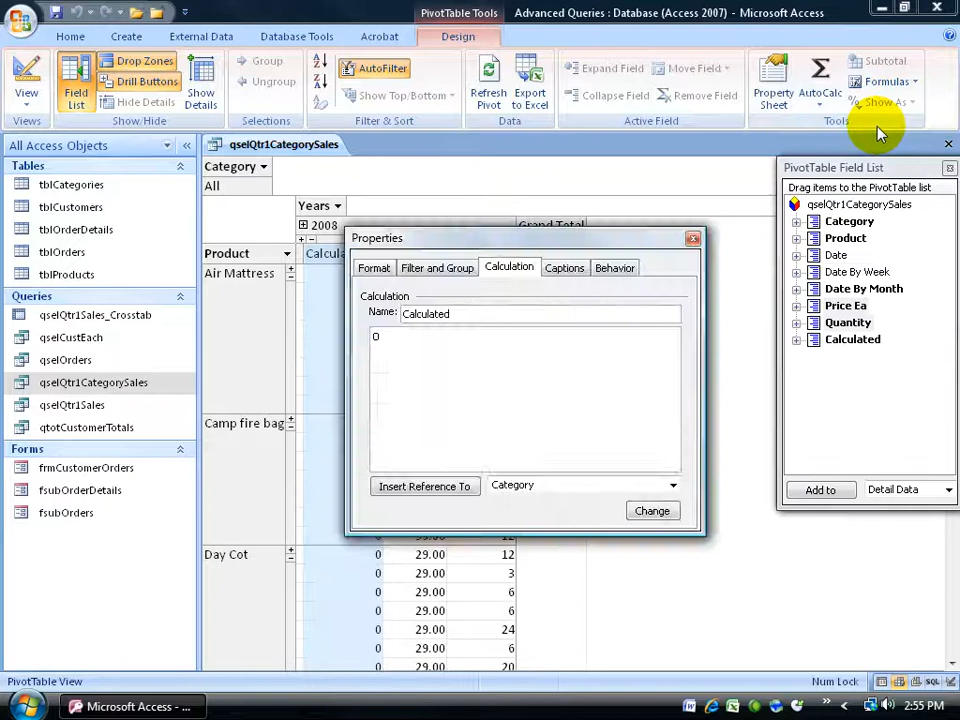 PivotTable Tools
Advanced Queries : Database (Access 2007) - Microsoft Access
Home
Create
External Data
Database Tools
Acrobat
Design
View
Views
Field List
Drop Zones
Drill Buttons
Hide Details
Show Details
Show/Hide
Group
Ungroup
Selections
AutoFilter
Show Top/Bottom
Filter & Sort
Refresh Pivot
Export to Excel
Data
Expand Field
Collapse Field
Move Field
Remove Field
Active Field
Property Sheet
AutoCalc
Subtotal
Formulas
Show As
Tools
All Access Objects
Tables
tblCategories
tblCustomers
tblOrderDetails
tblOrders
tblProducts
Queries
qselQtr1Sales_Crosstab
qselCustEach
qselOrders
qselQtr1CategorySales
qselQtr1Sales
qtotCustomerTotals
Forms
frmCustomerOrders
fsubOrderDetails
fsubOrders
qselQtr1CategorySales
Category
All
Years
2008
Grand Total
Product
Calcula
Air Mattress
Camp fire bag
Day Cot
12
0 29.00 12
0 29.00 3
0 29.00 6
0 29.00 6
0 29.00 24
0 29.00 6
0 29.00 20
Properties
Format
Filter and Group
Calculation
Captions
Behavior
Calculation
Name: Calculated
0
Insert Reference To
Category
Change
PivotTable Field List
Drag items to the PivotTable list
qselQtr1CategorySales
Category
Product
Date
Date By Week
Date By Month
Price Ea
Quantity
Calculated
Add to
Detail Data
PivotTable View
Num Lock
SQL
Microsoft Access - ...
2:55 PM